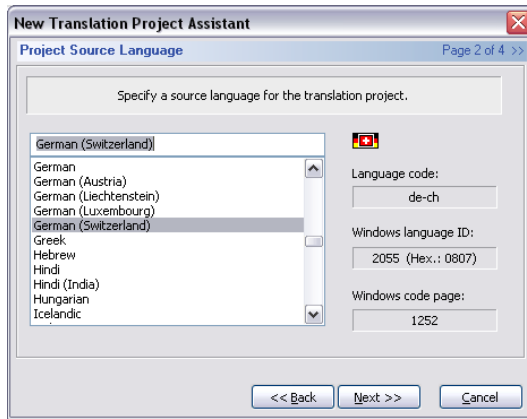 New Translation Project Assistant
Project Source Language
Page 2 of 4 >>
Specify a source language for the translation project.
German (Switzerland)
German
German (Austria)
German (Liechtenstein)
German (Luxembourg)
German (Switzerland)
Greek
Hebrew
Hindi
Hindi (India)
Hungarian
Icelandic
Language code:
de-ch
Windows language ID:
2055 (Hex.: 0807)
Windows code page:
1252
<< Back
Next >>
Cancel